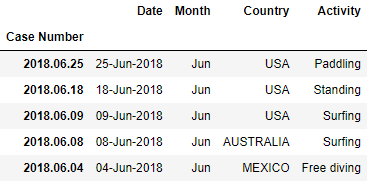 Date Month Country Activity
Case Number
2018.06.25 25-Jun-2018 Jun USA Paddling
2018.06.18 18-Jun-2018 Jun USA Standing
2018.06.09 09-Jun-2018 Jun USA Surfing
2018.06.08 08-Jun-2018 Jun AUSTRALIA Surfing
2018.06.04 04-Jun-2018 Jun MEXICO Free diving